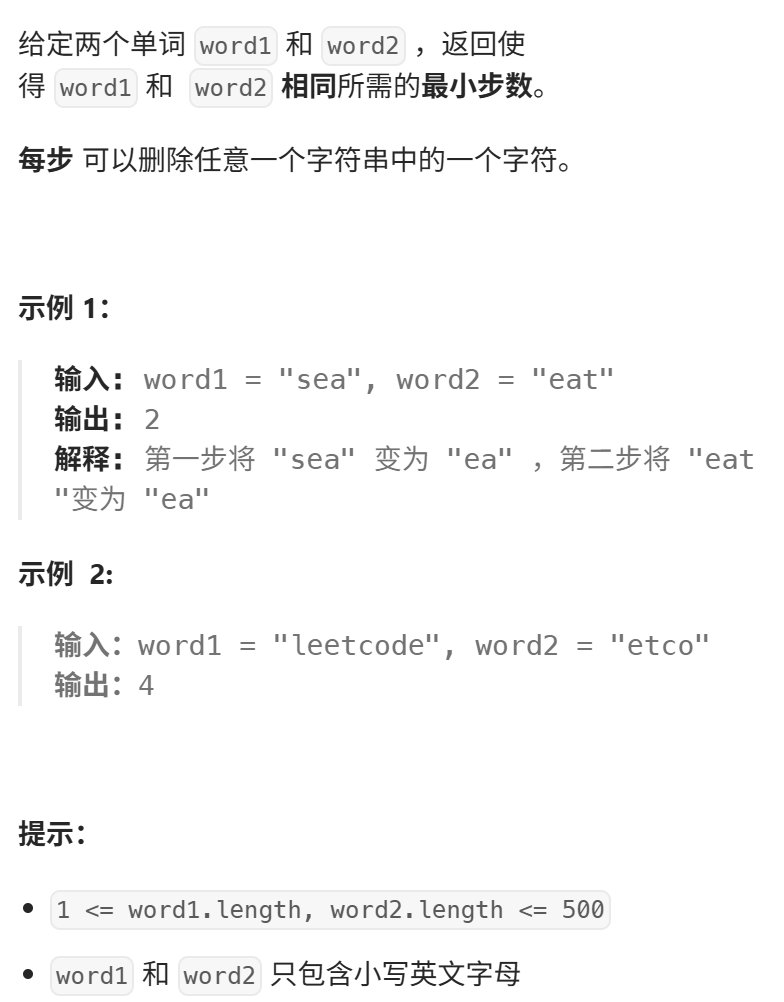 给定两个单词 word1 和 word2 ，返回使
得 word1 和 word2 相同所需的最小步数。
每步 可以删除任意一个字符串中的一个字符。
示例 1：
输入: word1 = "sea", word2 = "eat"
输出: 2
解释: 第一步将 "sea" 变为 "ea" ，第二步将 "eat
"变为 "ea"
示例 2:
输入：word1 = "leetcode", word2 = "etco"
输出：4
提示：
1 <= word1.length, word2.length <= 500
word1 和 word2 只包含小写英文字母